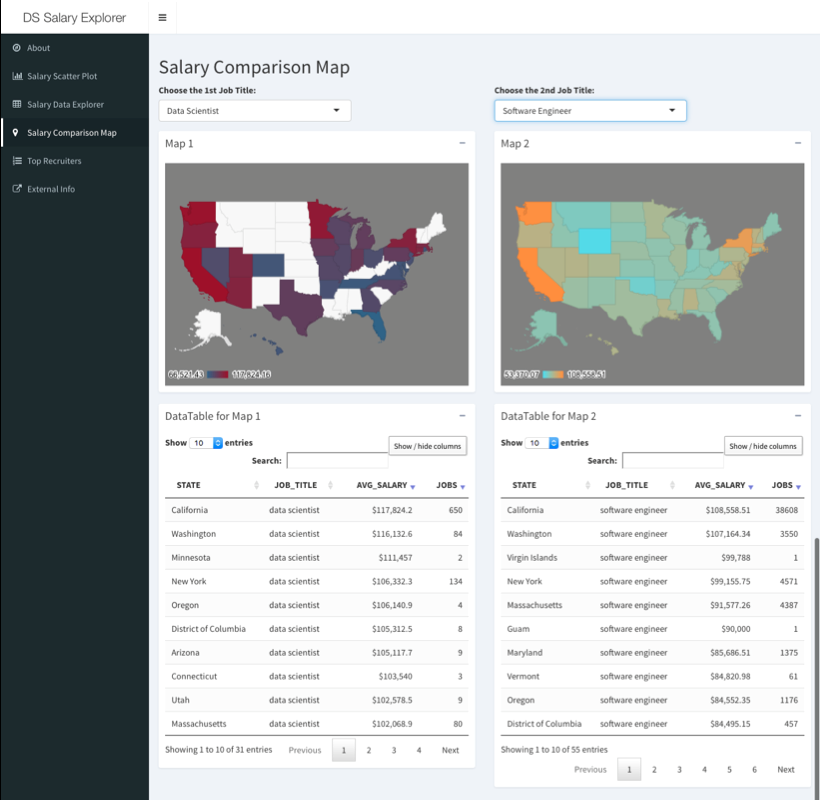 DS Salary Explorer
About
Salary Scatter Plot
Salary Data Explorer
Salary Comparison Map
Top Recruiters
External Info
Salary Comparison Map
Choose the 1st Job Title:
Data Scientist
Choose the 2nd Job Title:
Software Engineer
Map 1
117,824.16
Map 2
108,558.51
DataTable for Map 1
Show 10 entries
Show / hide columns
Search:
STATE JOB_TITLE AVG_SALARY JOBS
California data scientist $117,824.2 650
Washington data scientist $116,132.6 84
Minnesota data scientist $111,457 2
New York data scientist $106,332.3 134
Oregon data scientist $106,140.9 4
District of Columbia data scientist $105,312.5 8
Arizona data scientist $105,117.7 9
Connecticut data scientist $103,540 3
Utah data scientist $102,578.5 9
Massachusetts data scientist $102,068.9 80
Showing 1 to 10 of 31 entries Previous 1 2 3 4 Next
DataTable for Map 2
Show 10 entries
Show / hide columns
Search:
STATE JOB_TITLE AVG_SALARY JOBS
California software engineer $108,558.51 38608
Washington software engineer $107,164.34 3550
Virgin Islands software engineer $99,788 1
New York software engineer $99,155.75 4571
Massachusetts software engineer $91,577.26 4387
Guam software engineer $90,000 1
Maryland software engineer $85,686.51 1375
Vermont software engineer $84,820.98 61
Oregon software engineer $84,552.35 1176
District of Columbia software engineer $84,495.15 457
Showing 1 to 10 of 55 entries
Previous 1 2 3 4 5 6 Next